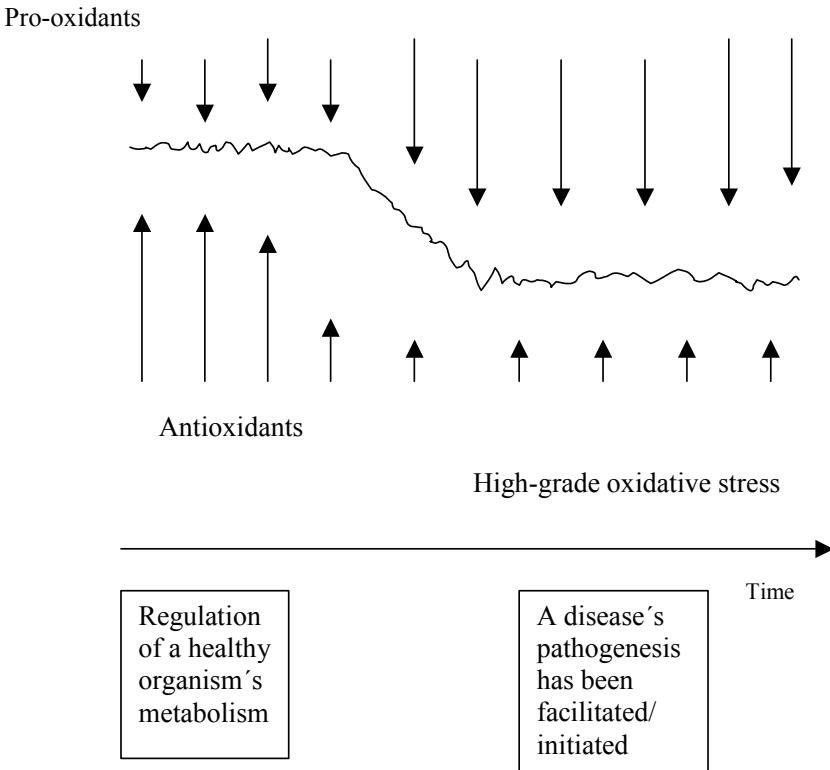 Pro-oxidants
Antioxidants
High-grade oxidative stress
Time
Regulation
of a healthy
organism´s
metabolism
A disease´s
pathogenesis
has been
facilitated/
initiated